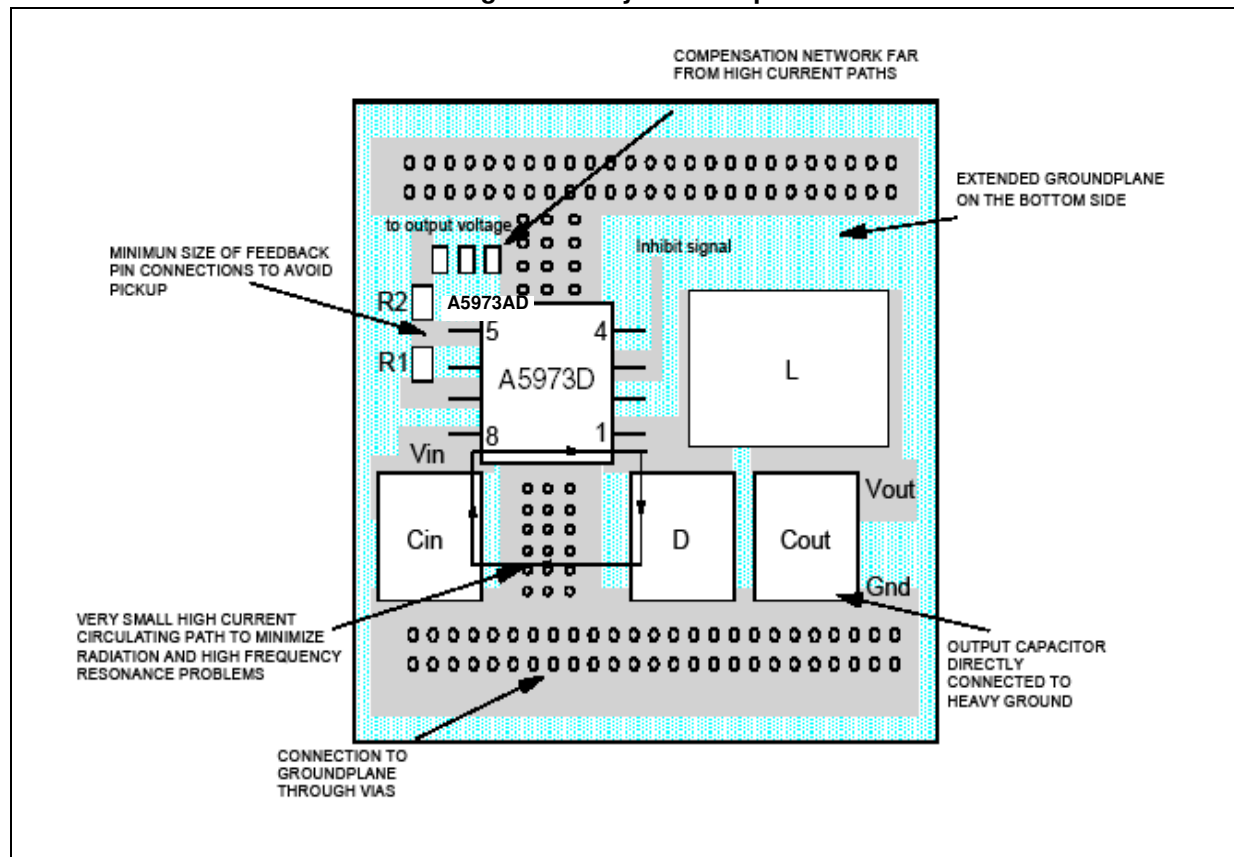 COMPENSATION NETWORK FAR
FROM HIGH CURRENT PATHS
EXTENDED GROUNDPLANE
ON THE BOTTOM SIDE
to output voltage
Inhibit signal
MINIMUN SIZE OF FEEDBACK
PIN CONNECTIONS TO AVOID
PICKUP
R2
A5973AD
5
4
R1
A5973D
L
8
1
Vin
Vout
Cin
D
Cout
Gnd
VERY SMALL HIGH CURRENT
CIRCULATING PATH TO MINIMIZE
RADIATION AND HIGH FREQUENCY
RESONANCE PROBLEMS
OUTPUT CAPACITOR
DIRECTLY
CONNECTED TO
HEAVY GROUND
CONNECTION TO
GROUNDPLANE
THROUGH VIAS